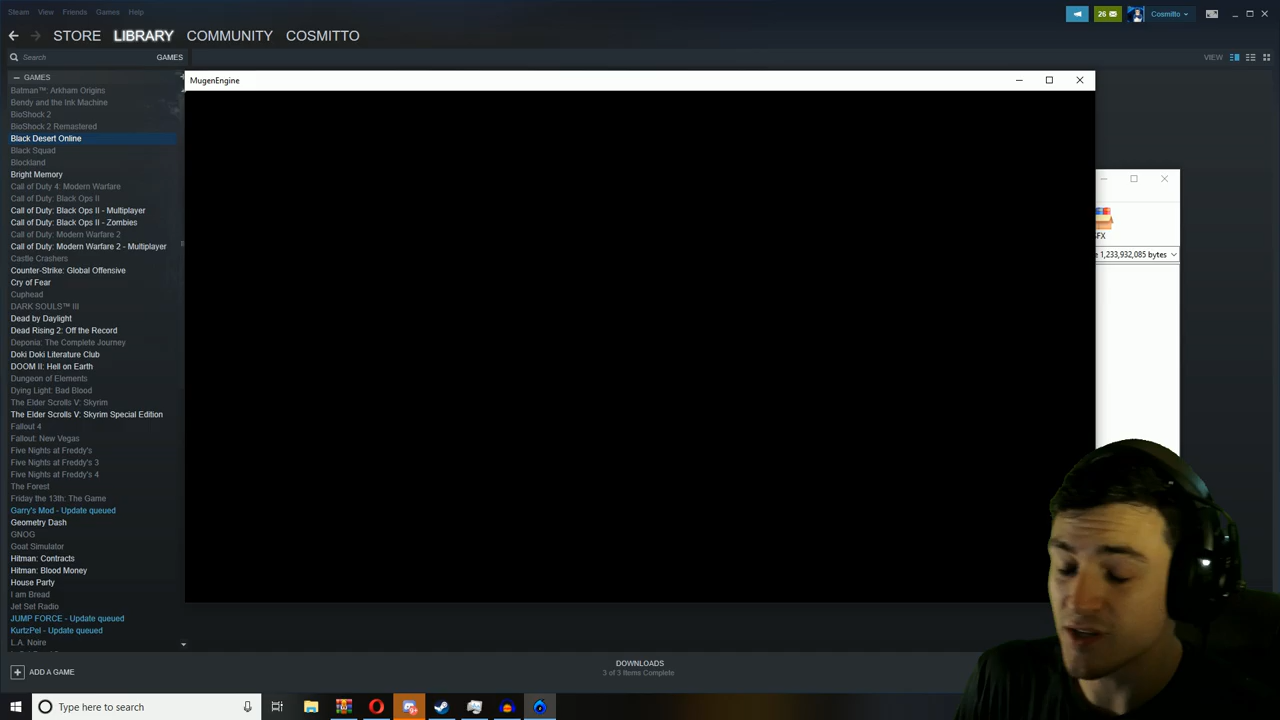 Steam View Friends Games Help
26
Cosmitto
STORE LIBRARY COMMUNITY COSMITTO
Search GAMES
VIEW
GAMES
MugenEngine
Batman™: Arkham Origins
Bendy and the Ink Machine
BioShock 2
BioShock 2 Remastered
Black Desert Online
Black Squad
Blockland
Bright Memory
Call of Duty 4: Modern Warfare
Call of Duty: Black Ops II
Call of Duty: Black Ops II - Multiplayer
Call of Duty: Black Ops II - Zombies
Call of Duty: Modern Warfare 2
Call of Duty: Modern Warfare 2 - Multiplayer
Castle Crashers
Counter-Strike: Global Offensive
Cry of Fear
Cuphead
DARK SOULS™ III
Dead by Daylight
Dead Rising 2: Off the Record
Deponia: The Complete Journey
Doki Doki Literature Club
DOOM II: Hell on Earth
Dungeon of Elements
Dying Light: Bad Blood
The Elder Scrolls V: Skyrim
The Elder Scrolls V: Skyrim Special Edition
Fallout 4
Fallout: New Vegas
Five Nights at Freddy's
Five Nights at Freddy's 3
Five Nights at Freddy's 4
The Forest
Friday the 13th: The Game
Garry's Mod - Update queued
Geometry Dash
GNOG
Goat Simulator
Hitman: Contracts
Hitman: Blood Money
House Party
I am Bread
Jet Set Radio
JUMP FORCE - Update queued
KurtzPel - Update queued
L.A. Noire
FX
e 1,233,932,085 bytes
ADD A GAME
DOWNLOADS
3 of 3 Items Complete
Type here to search